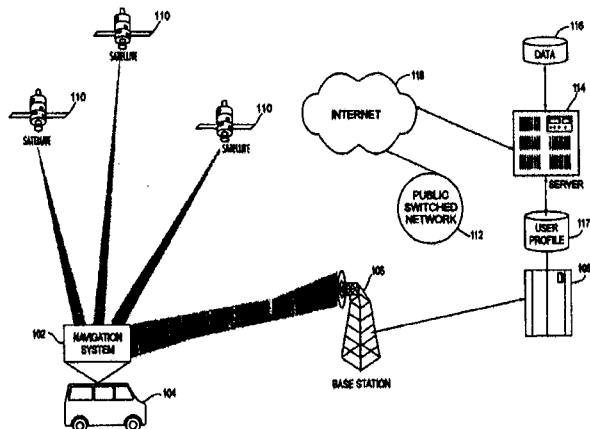 110
SATELLITE
116
DATA
110
SATELLITE
110
SATELLITE
118
INTERNET
114
SERVER
PUBLIC
SWITCHED
NETWORK
112
USER
PROFILE
117
106
108
102
NAVIGATION
SYSTEM
BASE STATION
104